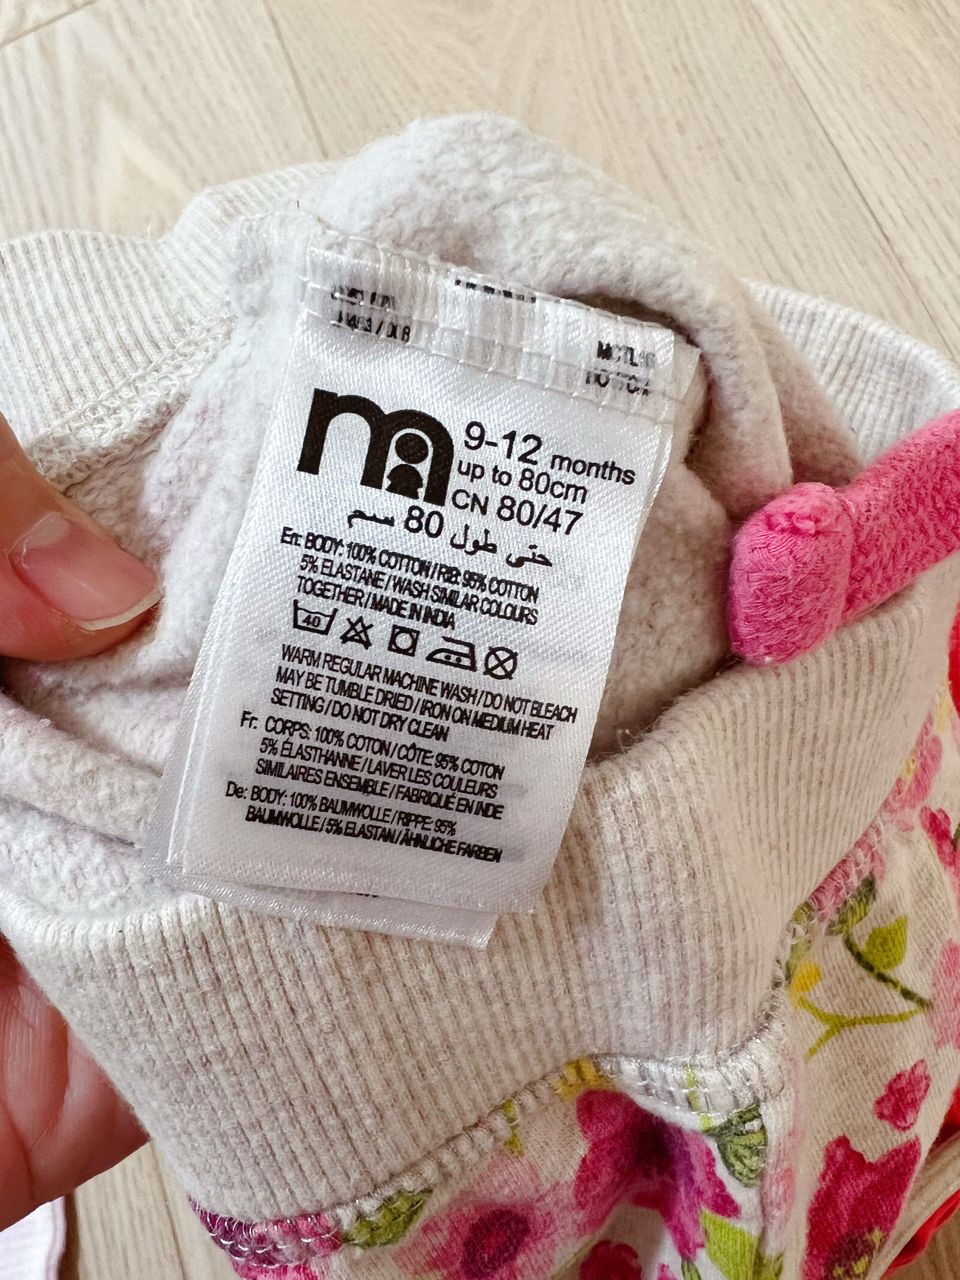 9-12 months
up to 80cm
CN 80/47
حتى طول 80 سم
En: BODY: 100% COTTON / RIB: 95% COTTON
5% ELASTANE / WASH SIMILAR COLOURS
TOGETHER / MADE IN INDIA
40
WARM REGULAR MACHINE WASH / DO NOT BLEACH
MAY BE TUMBLE DRIED / IRON ON MEDIUM HEAT
SETTING / DO NOT DRY CLEAN
Fr: CORPS: 100% COTON / CÔTE: 95% COTON
5% ÉLASTHANNE / LAVER LES COULEURS
SIMILAIRES ENSEMBLE / FABRIQUÉ EN INDE
De: BODY: 100% BAUMWOLLE / RIPPE: 95%
BAUMWOLLE / 5% ELASTAN / ÄHNLICHE FARBEN